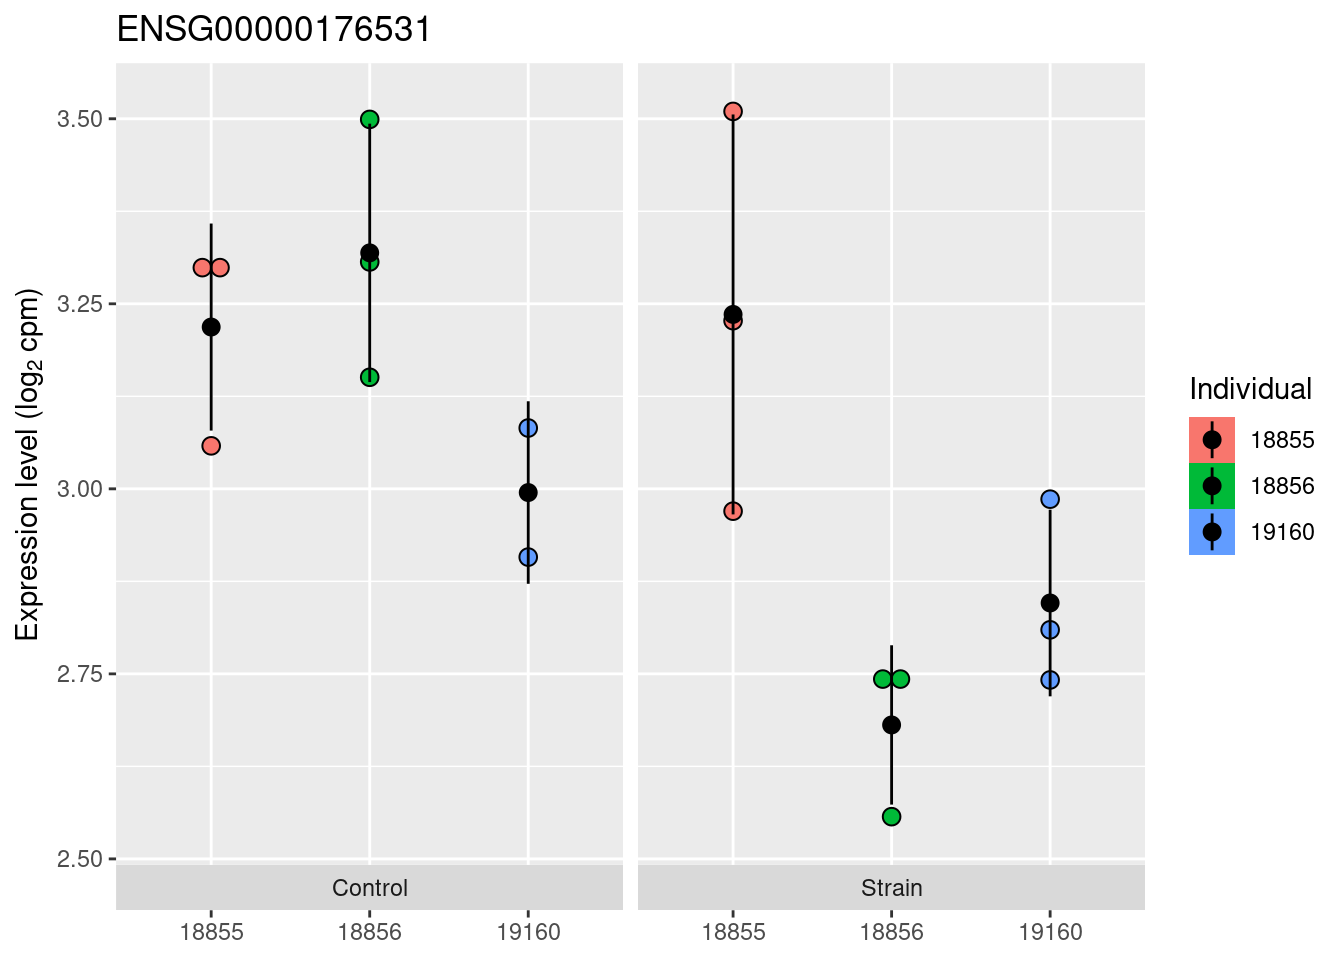 ENSG00000176531
Expression level (log₂ cpm)
3.50
3.25
3.00
2.75
2.50
Control
Strain
18855
18856
19160
18855
18856
19160
Individual
18855
18856
19160